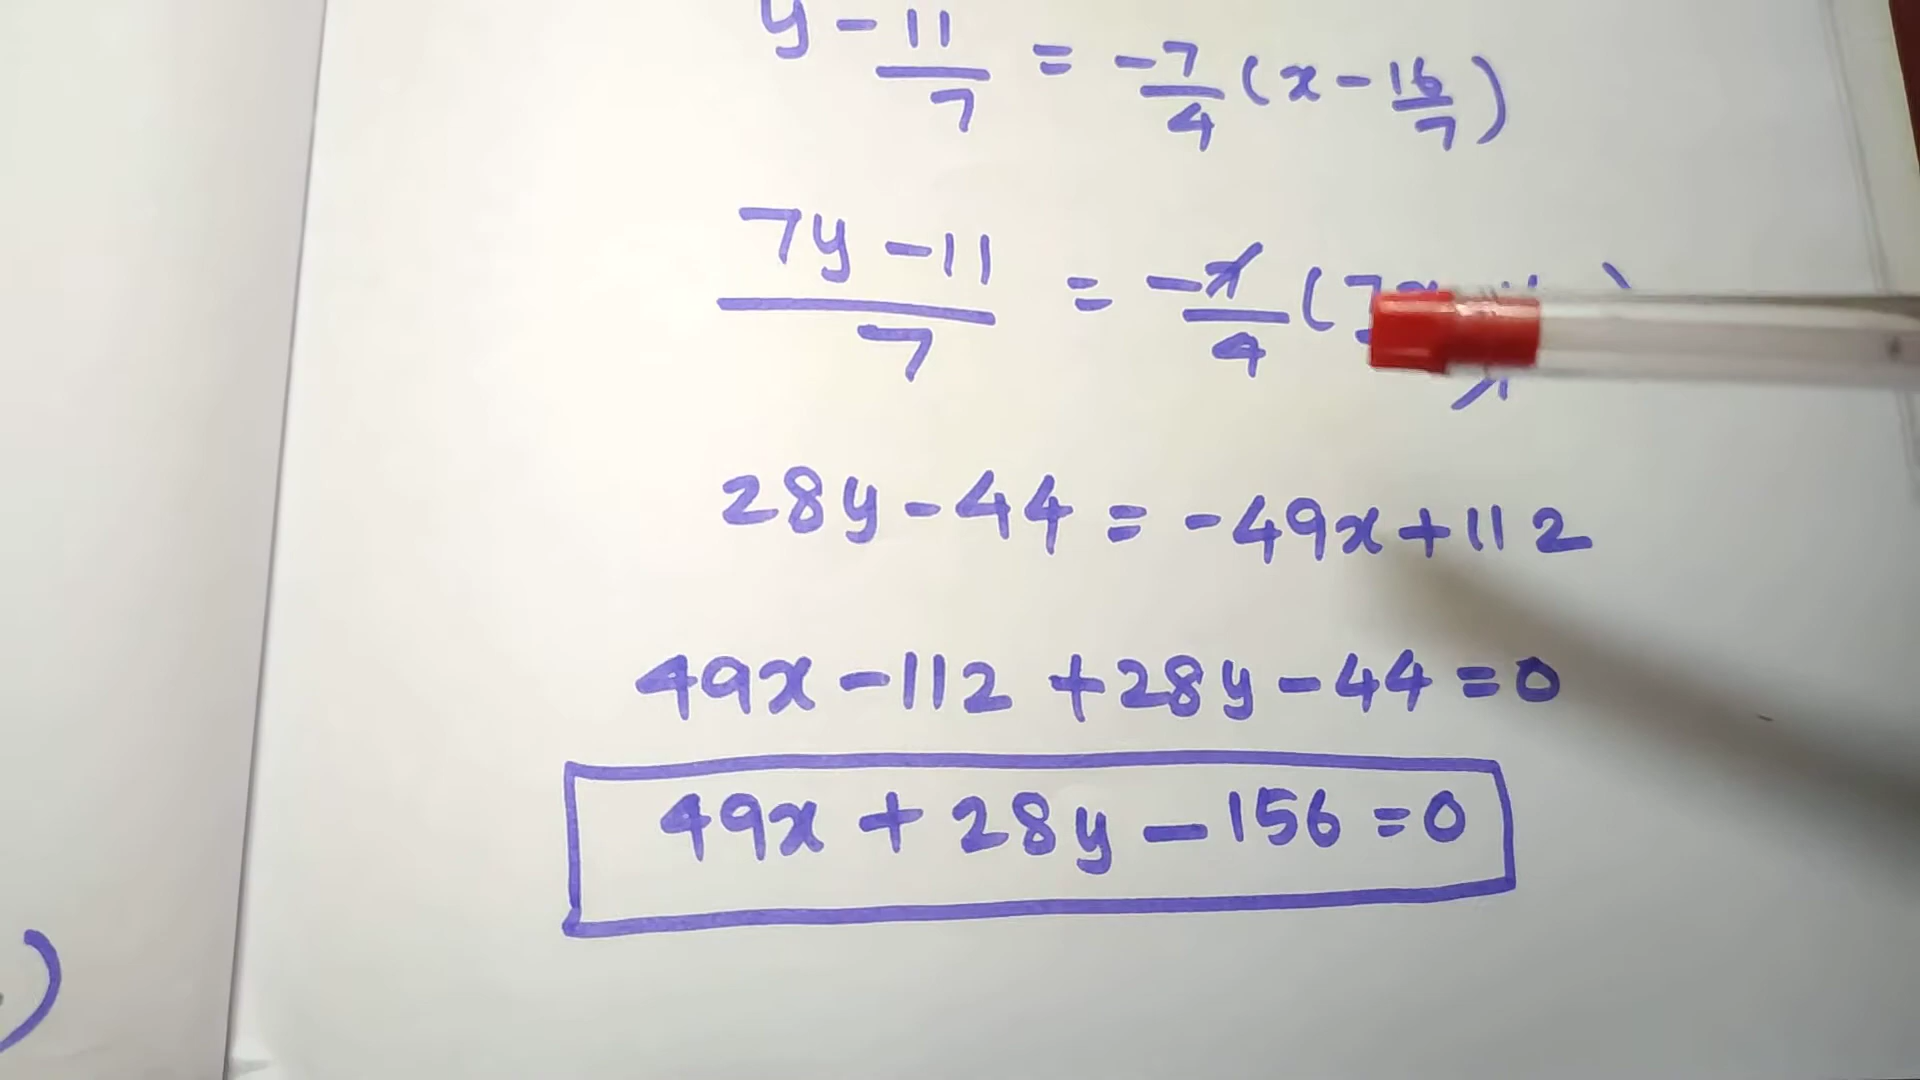 y - 11/7 = -7/4 (x - 16/7)
7y - 11/7 = -7/4 (7
28y - 44 = -49x + 112
49x - 112 + 28y - 44 = 0
49x + 28y - 156 = 0
)